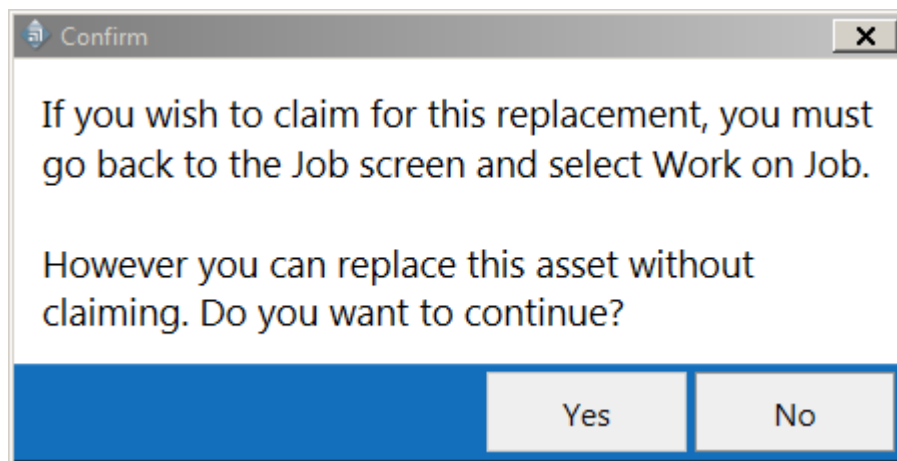 Confirm
If you wish to claim for this replacement, you must
go back to the Job screen and select Work on Job.
However you can replace this asset without
claiming. Do you want to continue?
Yes
No